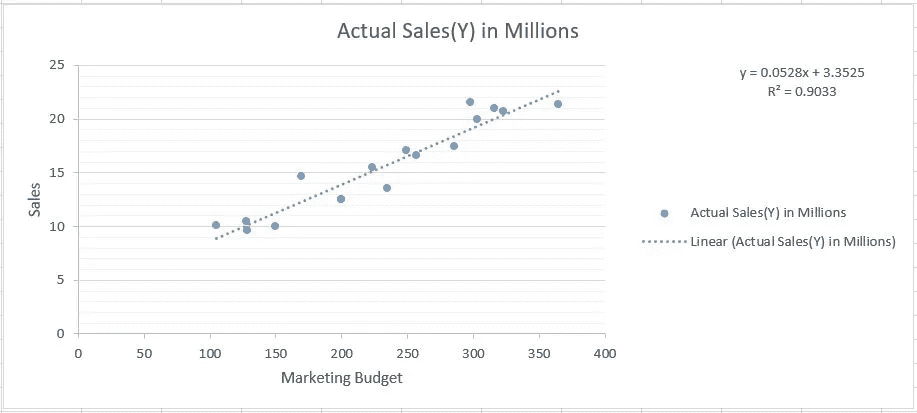 Actual Sales(Y) in Millions
25
20
15
10
5
0
Sales
0 50 100 150 200 250 300 350 400
Marketing Budget
y = 0.0528x + 3.3525
R² = 0.9033
Actual Sales(Y) in Millions
Linear (Actual Sales(Y) in Millions)